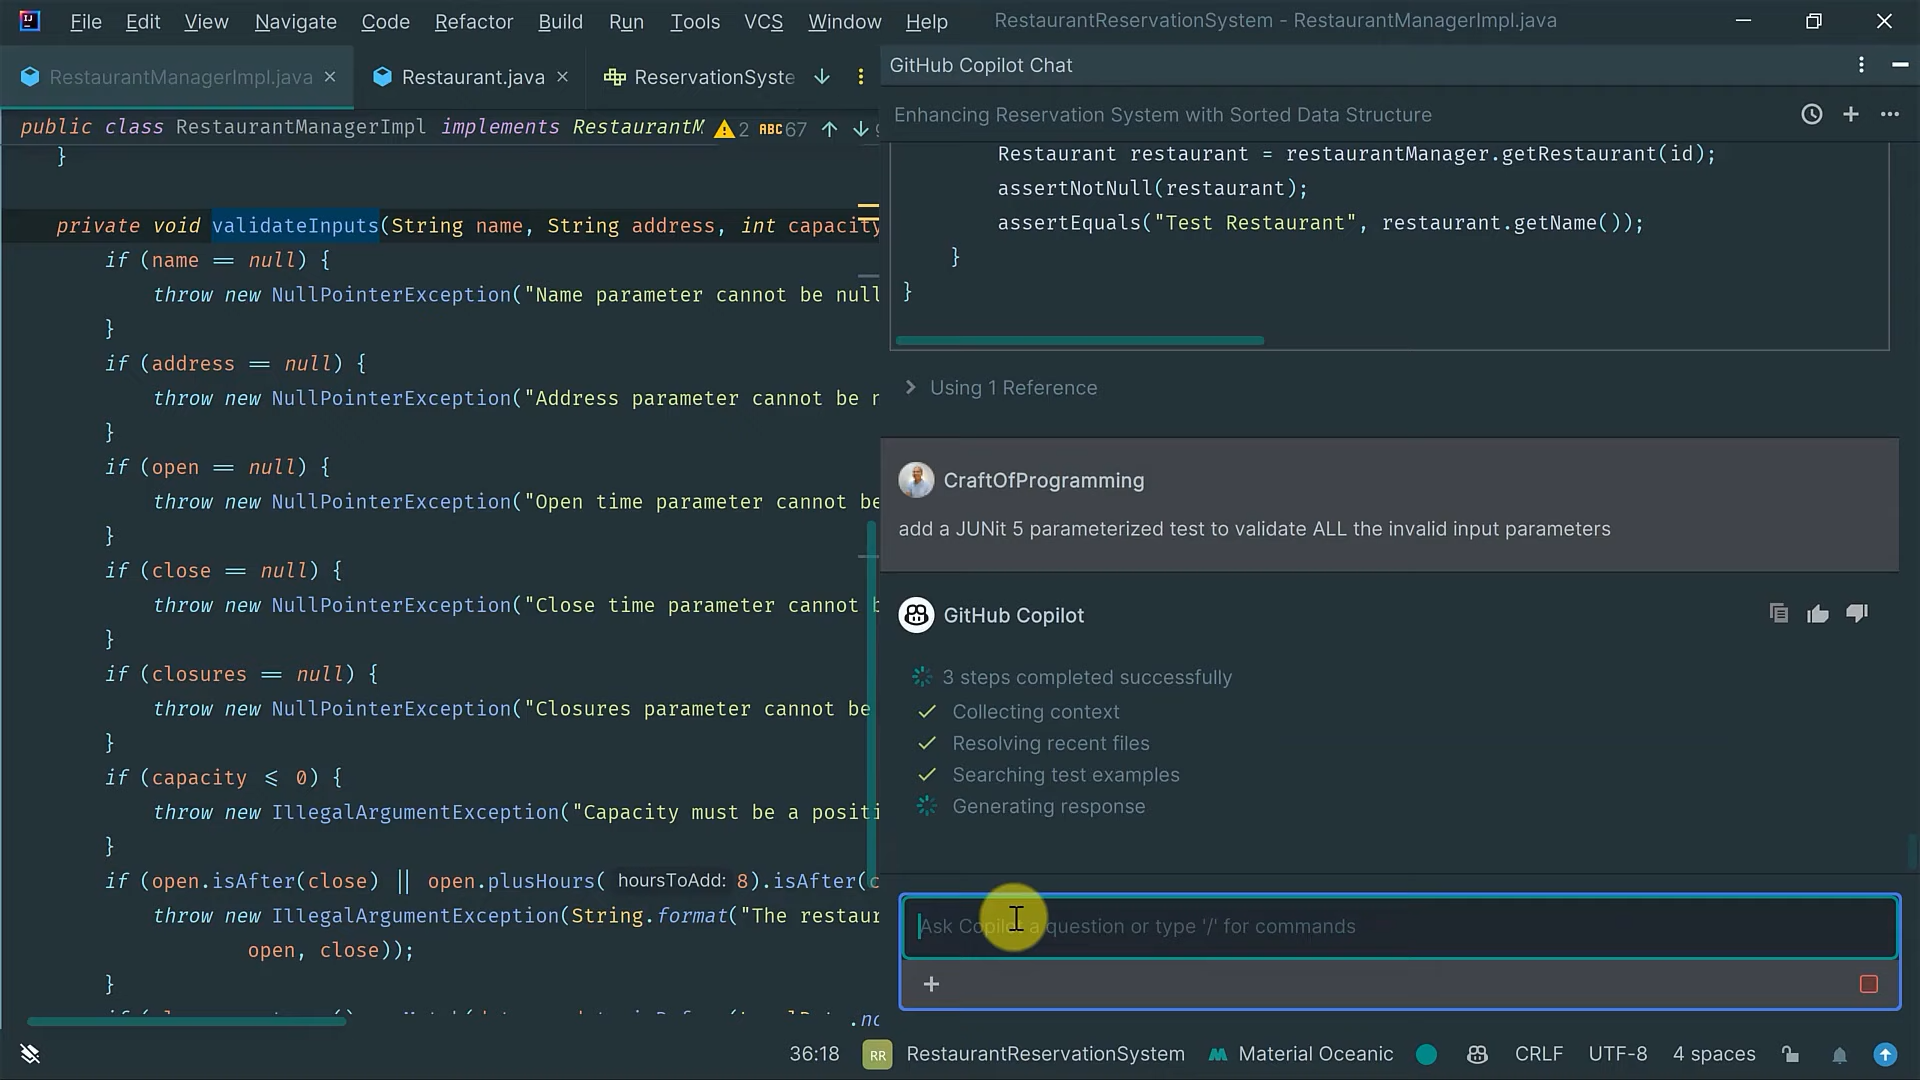 File Edit View Navigate Code Refactor Build Run Tools VCS Window Help RestaurantReservationSystem - RestaurantManagerImpl.java
RestaurantManagerImpl.java Restaurant.java ReservationSyste
public class RestaurantManagerImpl implements RestaurantM 2 ABC 67
}
private void validateInputs(String name, String address, int capacity
if (name == null) {
throw new NullPointerException("Name parameter cannot be null
}
if (address == null) {
throw new NullPointerException("Address parameter cannot be n
}
if (open == null) {
throw new NullPointerException("Open time parameter cannot be
}
if (close == null) {
throw new NullPointerException("Close time parameter cannot b
}
if (closures == null) {
throw new NullPointerException("Closures parameter cannot be
}
if (capacity <= 0) {
throw new IllegalArgumentException("Capacity must be a positi
}
if (open.isAfter(close) || open.plusHours( hoursToAdd: 8).isAfter(c
throw new IllegalArgumentException(String.format("The restaur
open, close));
}
GitHub Copilot Chat
Enhancing Reservation System with Sorted Data Structure
Restaurant restaurant = restaurantManager.getRestaurant(id);
assertNotNull(restaurant);
assertEquals("Test Restaurant", restaurant.getName());
}
}
Using 1 Reference
CraftOfProgramming
add a JUNit 5 parameterized test to validate ALL the invalid input parameters
GitHub Copilot
3 steps completed successfully
Collecting context
Resolving recent files
Searching test examples
Generating response
Ask Copilot a question or type '/' for commands
36:18 RR RestaurantReservationSystem Material Oceanic CRLF UTF-8 4 spaces